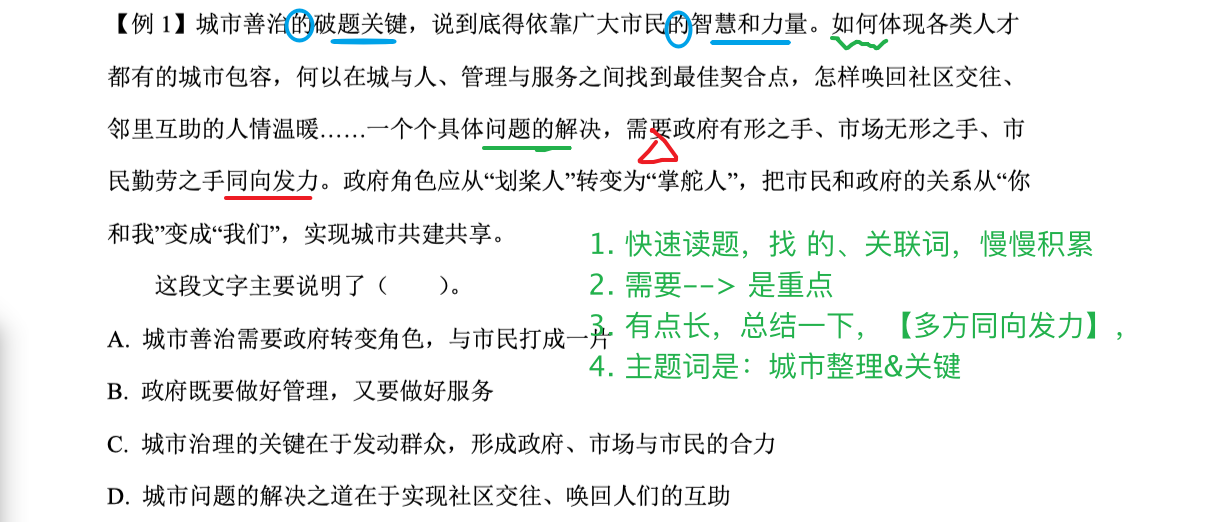 【例 1】城市善治的破题关键，说到底得依靠广大市民的智慧和力量。如何体现各类人才
都有的城市包容，何以在城与人、管理与服务之间找到最佳契合点，怎样唤回社区交往、
邻里互助的人情温暖……一个个具体问题的解决，需要政府有形之手、市场无形之手、市
民勤劳之手同向发力。政府角色应从“划桨人”转变为“掌舵人”，把市民和政府的关系从“你
和我”变成“我们”，实现城市共建共享。
这段文字主要说明了（ ）。
A. 城市善治需要政府转变角色，与市民打成一片
B. 政府既要做好管理，又要做好服务
C. 城市治理的关键在于发动群众，形成政府、市场与市民的合力
D. 城市问题的解决之道在于实现社区交往、唤回人们的互助
1. 快速读题，找 的、关联词，慢慢积累
2. 需要--> 是重点
3. 有点长，总结一下，【多方同向发力】，
4. 主题词是：城市整理&关键